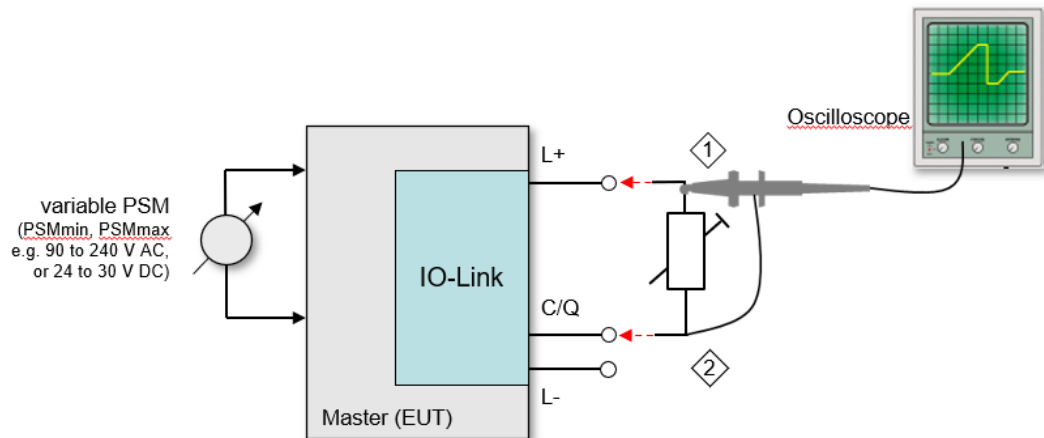 Oscilloscope
1
L+
variable PSM
(PSMmin, PSMmax
e.g. 90 to 240 V AC,
or 24 to 30 V DC)
IO-Link
C/Q
2
L-
Master (EUT)